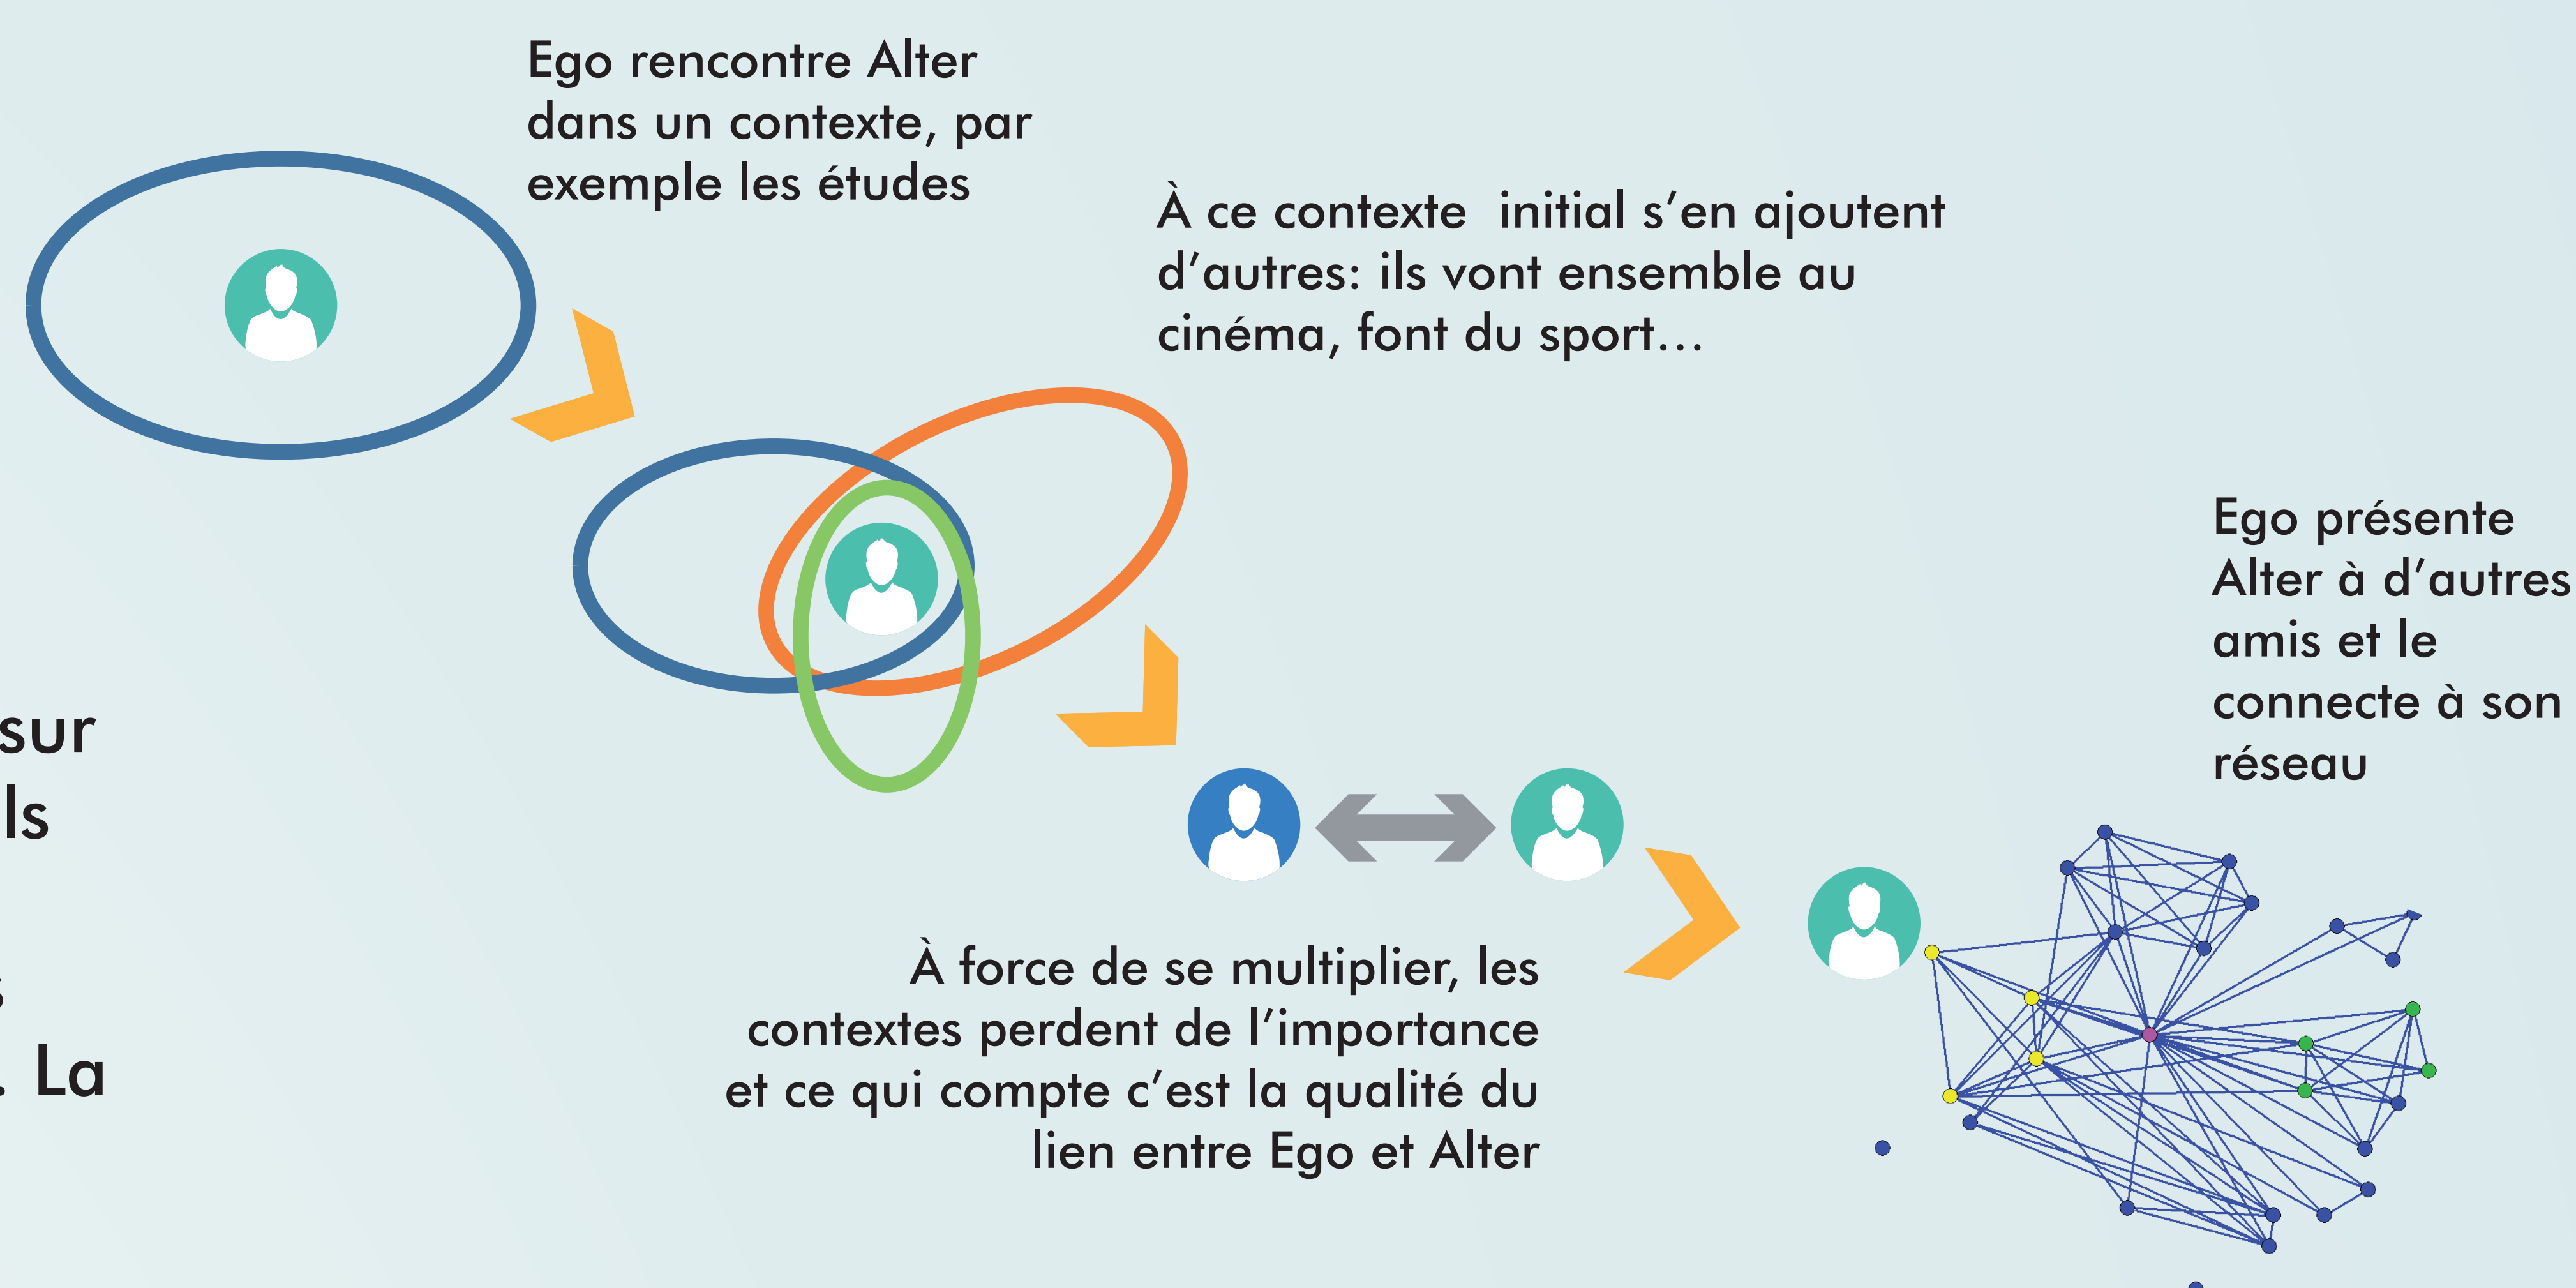 Ego rencontre Alter
dans un contexte, par
exemple les études
À ce contexte  initial s’en ajoutent
d’autres: ils vont ensemble au
cinéma, font du sport…
Ego présente
Alter à d’autres
amis et le
connecte à son
réseau
sur
ls
s
. La
À force de se multiplier, les
contextes perdent de l’importance
et ce qui compte c’est la qualité du
lien entre Ego et Alter